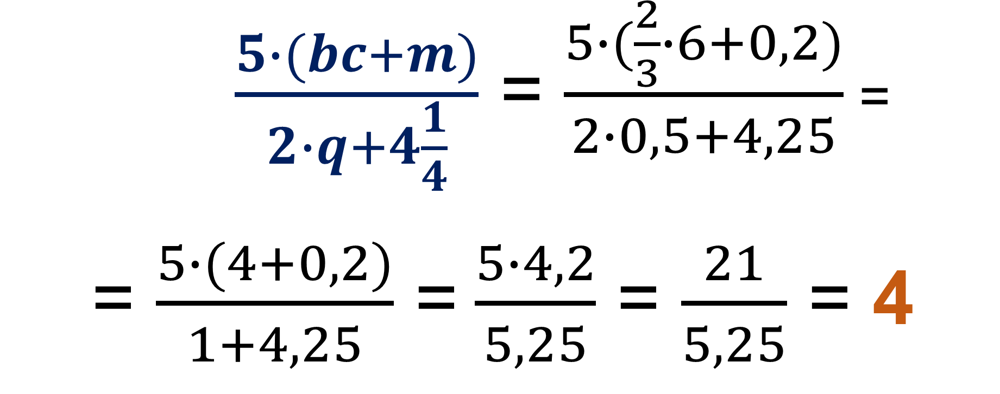 5·(bc+m)/(2·q+4 1/4) = 5·(2/3·6+0,2)/(2·0,5+4,25) =
= 5·(4+0,2)/(1+4,25) = 5·4,2/5,25 = 21/5,25 = 4